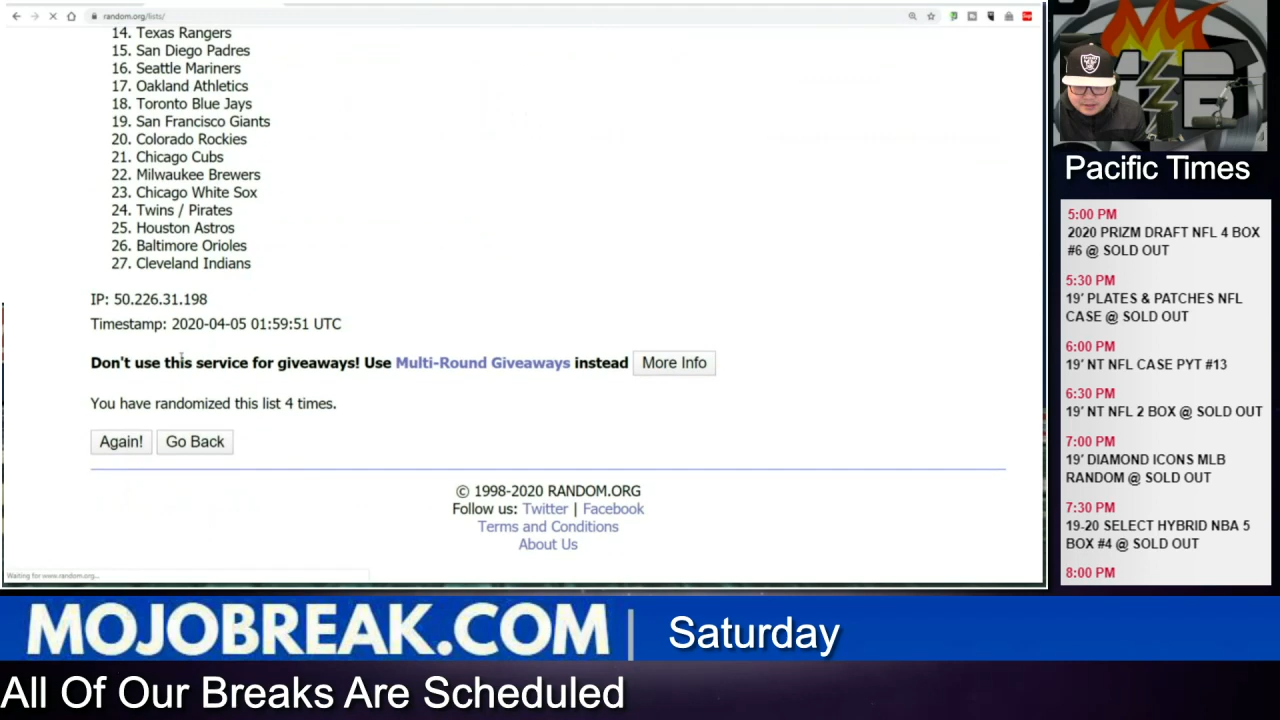 random.org/lists/
14. Texas Rangers
15. San Diego Padres
16. Seattle Mariners
17. Oakland Athletics
18. Toronto Blue Jays
19. San Francisco Giants
20. Colorado Rockies
21. Chicago Cubs
22. Milwaukee Brewers
23. Chicago White Sox
24. Twins / Pirates
25. Houston Astros
26. Baltimore Orioles
27. Cleveland Indians
IP: 50.226.31.198
Timestamp: 2020-04-05 01:59:51 UTC
Don't use this service for giveaways! Use Multi-Round Giveaways instead More Info
You have randomized this list 4 times.
Again! Go Back
© 1998-2020 RANDOM.ORG
Follow us: Twitter | Facebook
Terms and Conditions
About Us
Waiting for www.random.org...
Pacific Times
5:00 PM
2020 PRIZM DRAFT NFL 4 BOX
#6 @ SOLD OUT
5:30 PM
19' PLATES & PATCHES NFL
CASE @ SOLD OUT
6:00 PM
19' NT NFL CASE PYT #13
6:30 PM
19' NT NFL 2 BOX @ SOLD OUT
7:00 PM
19' DIAMOND ICONS MLB
RANDOM @ SOLD OUT
7:30 PM
19-20 SELECT HYBRID NBA 5
BOX #4 @ SOLD OUT
8:00 PM
MOJOBREAK.COM | Saturday
All Of Our Breaks Are Scheduled